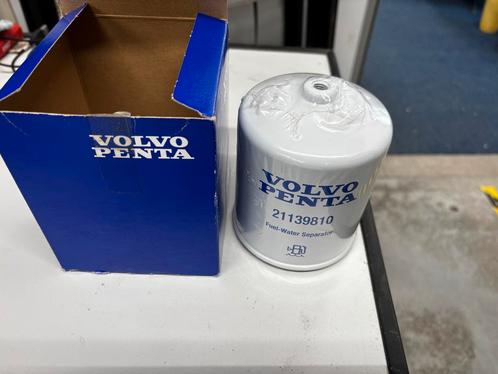 VOLVO
PENTA
VOLVO
PENTA
21139810
Fuel-Water Separator